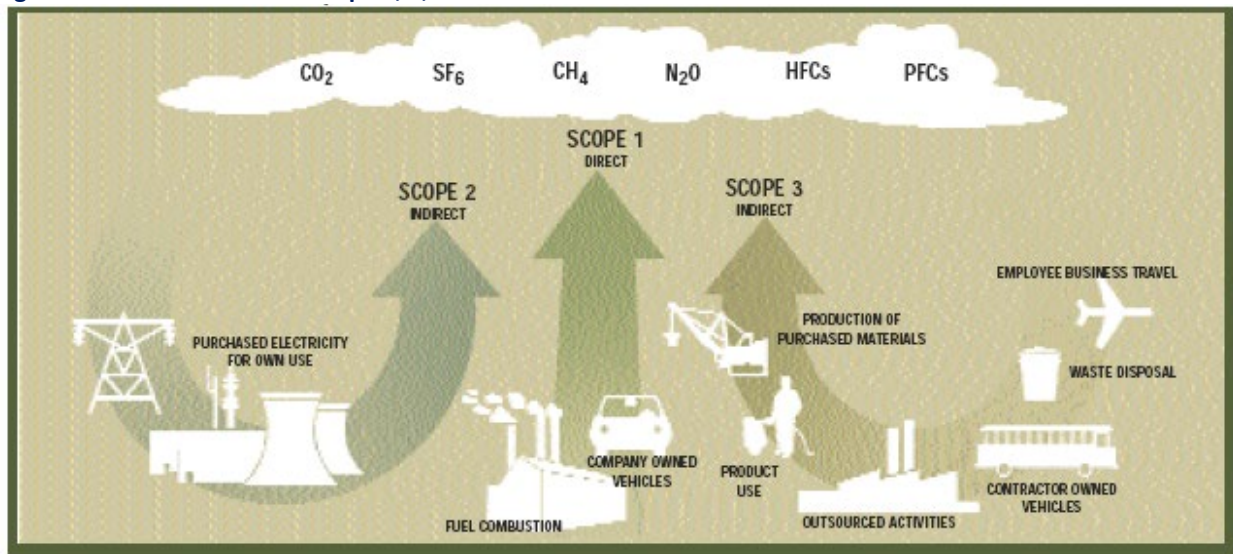 CO₂ SF₆ CH₄ N₂O HFCs PFCs
SCOPE 1
DIRECT
SCOPE 2
INDIRECT
SCOPE 3
INDIRECT
EMPLOYEE BUSINESS TRAVEL
PURCHASED ELECTRICITY
FOR OWN USE
PRODUCTION OF
PURCHASED MATERIALS
WASTE DISPOSAL
COMPANY OWNED
VEHICLES
PRODUCT
USE
CONTRACTOR OWNED
VEHICLES
FUEL COMBUSTION
OUTSOURCED ACTIVITIES